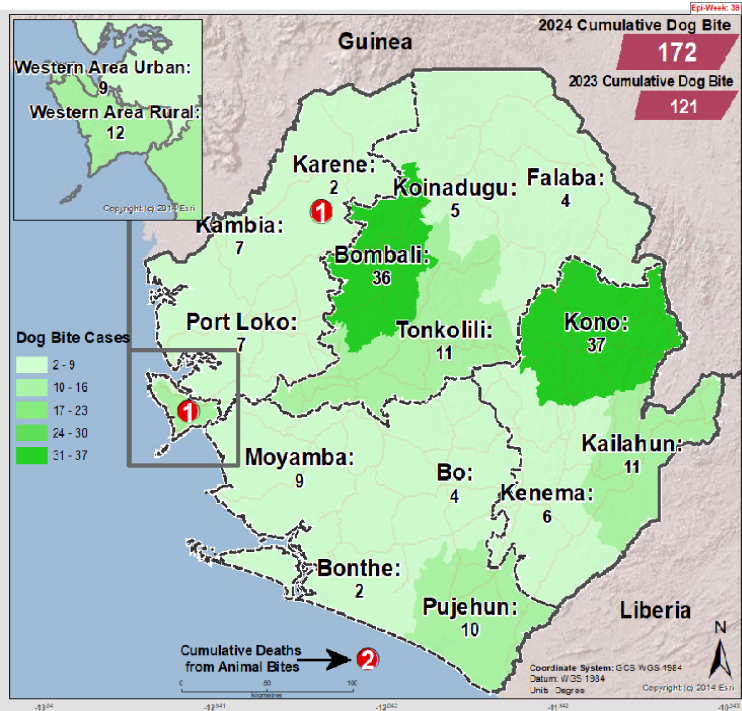 Epi-Week: 39
2024 Cumulative Dog Bite
172
2023 Cumulative Dog Bite
121
Guinea
Western Area Urban:
9
Western Area Rural:
12
Copyright:(c) 2014 Esri
Karene:
2
1
Koinadugu:
5
Falaba:
4
Kambia:
7
Bombali:
36
Port Loko:
7
Tonkolili:
11
Kono:
37
Dog Bite Cases
2 - 9
10 - 16
17 - 23
24 - 30
31 - 37
1
Moyamba:
9
Bo:
4
Kenema:
6
Kailahun:
11
Bonthe:
2
Pujehun:
10
Liberia
N
Cumulative Deaths
from Animal Bites
2
0 50 100
kilometres
Coordinate System: GCS WGS 1984
Datum: WGS 1984
Units: Degree
Copyright:(c) 2014 Esri